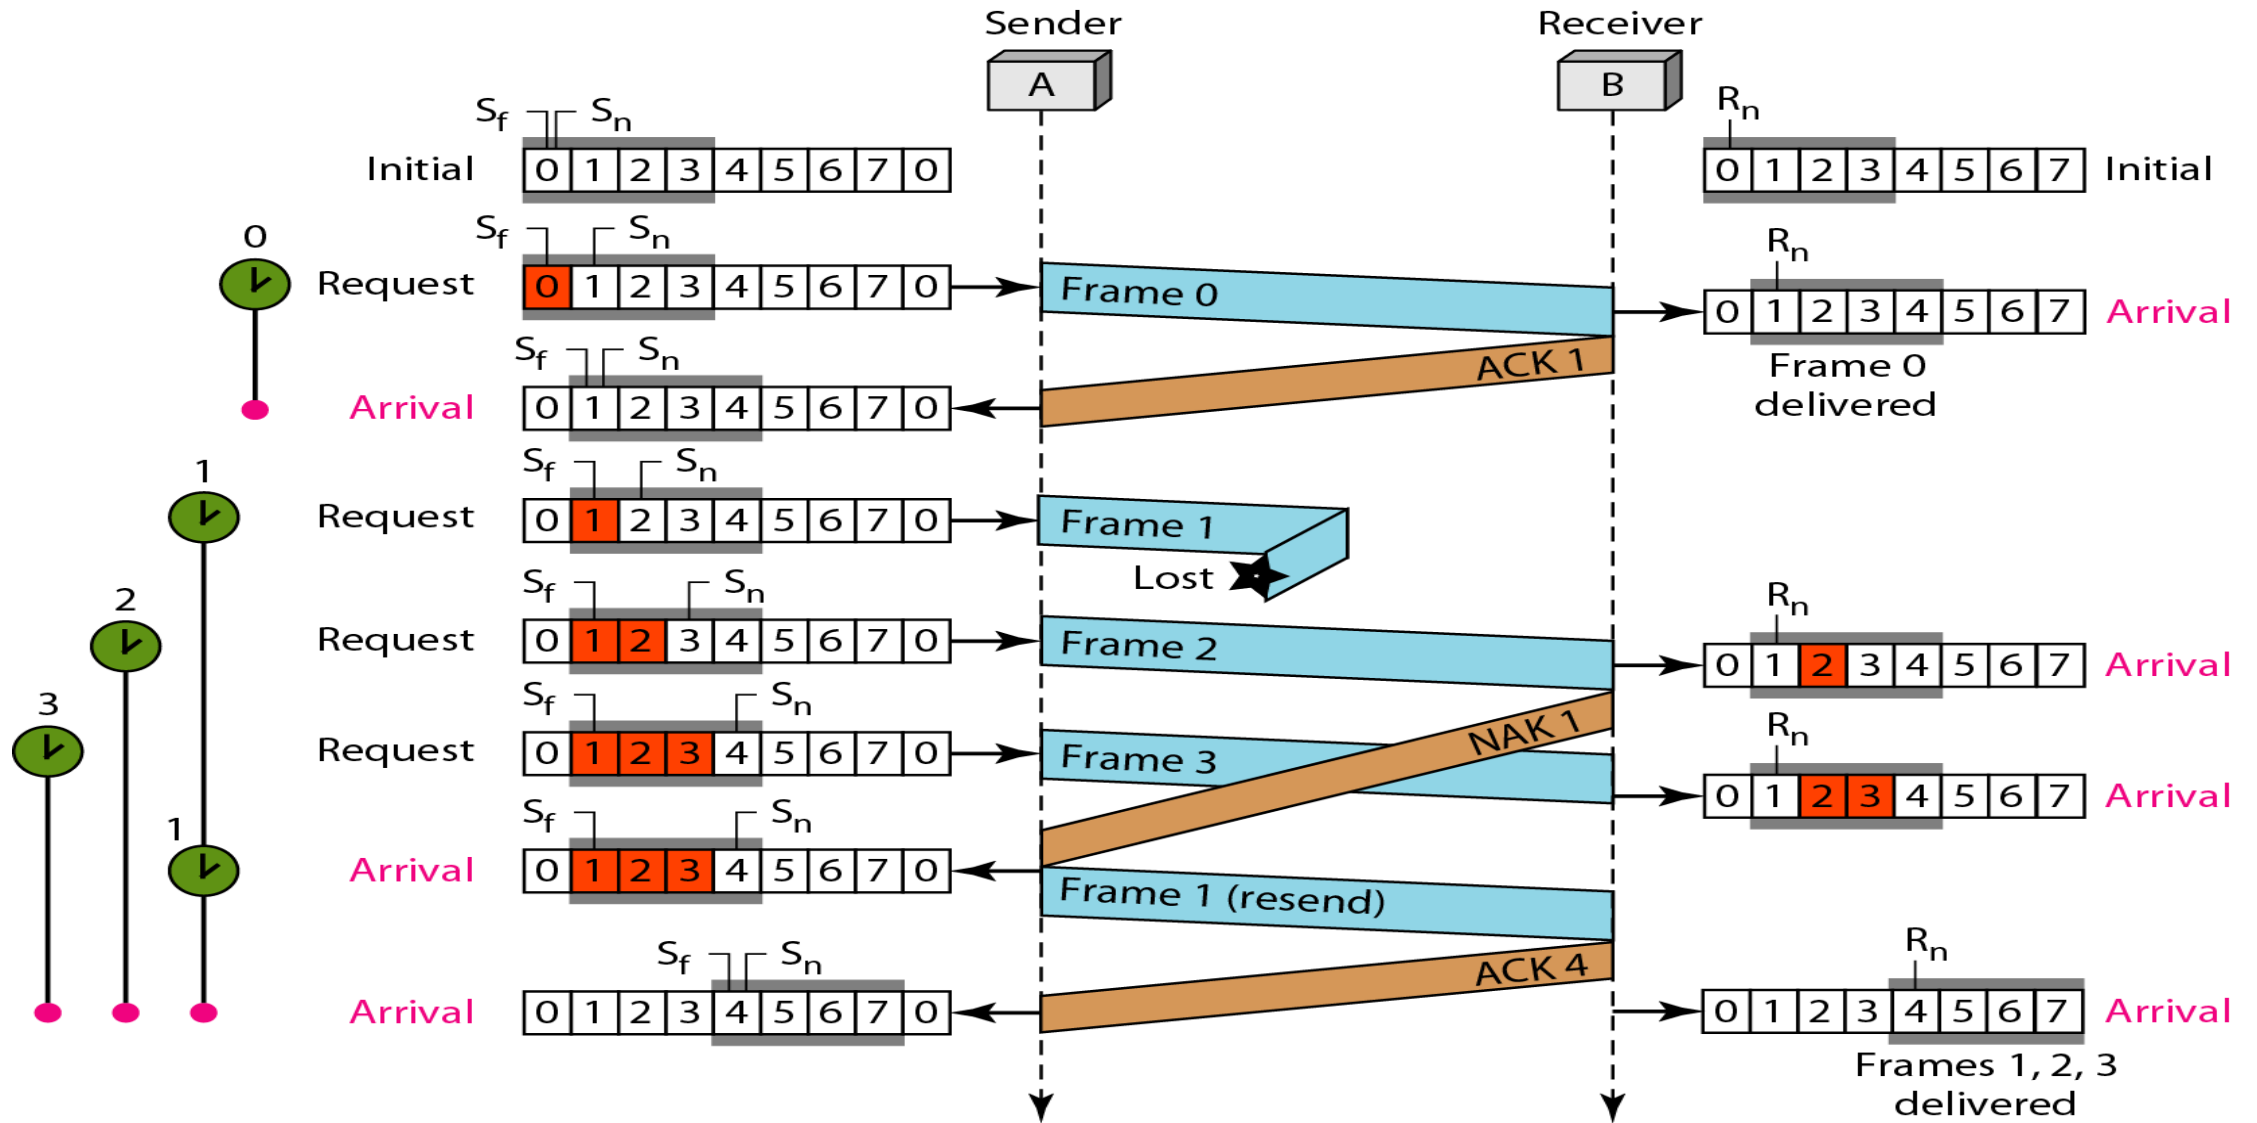 Sender Receiver
A B
Sf Sn Rn
Initial 0 1 2 3 4 5 6 7 0 0 1 2 3 4 5 6 7 Initial
Sf Sn Rn
0 Request 0 1 2 3 4 5 6 7 0 Frame 0 0 1 2 3 4 5 6 7 Arrival
Sf Sn ACK 1 Frame 0
Arrival 0 1 2 3 4 5 6 7 0 delivered
Sf Sn
1 Request 0 1 2 3 4 5 6 7 0 Frame 1
Lost
Sf Sn Rn
2 Request 0 1 2 3 4 5 6 7 0 Frame 2 0 1 2 3 4 5 6 7 Arrival
Sf Sn NAK 1 Rn
3 Request 0 1 2 3 4 5 6 7 0 Frame 3 0 1 2 3 4 5 6 7 Arrival
Sf Sn
1 Arrival 0 1 2 3 4 5 6 7 0
Frame 1 (resend)
Sf Sn ACK 4 Rn
Arrival 0 1 2 3 4 5 6 7 0 0 1 2 3 4 5 6 7 Arrival
Frames 1, 2, 3
delivered